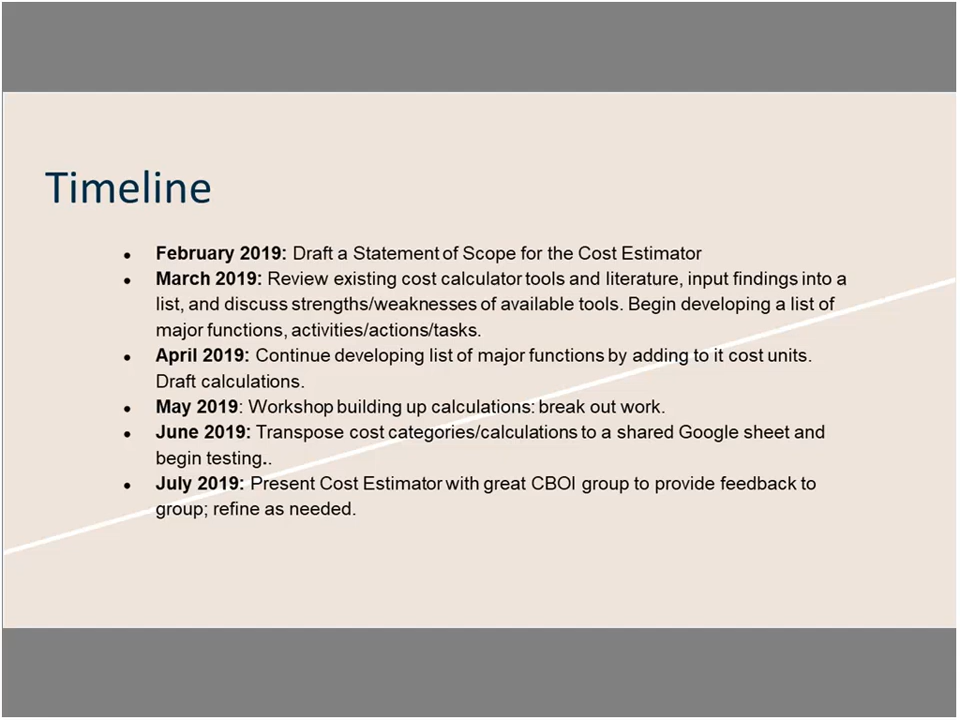 Timeline
● February 2019: Draft a Statement of Scope for the Cost Estimator
● March 2019: Review existing cost calculator tools and literature, input findings into a
list, and discuss strengths/weaknesses of available tools. Begin developing a list of
major functions, activities/actions/tasks.
● April 2019: Continue developing list of major functions by adding to it cost units.
Draft calculations.
● May 2019: Workshop building up calculations: break out work.
● June 2019: Transpose cost categories/calculations to a shared Google sheet and
begin testing..
● July 2019: Present Cost Estimator with great CBOI group to provide feedback to
group; refine as needed.